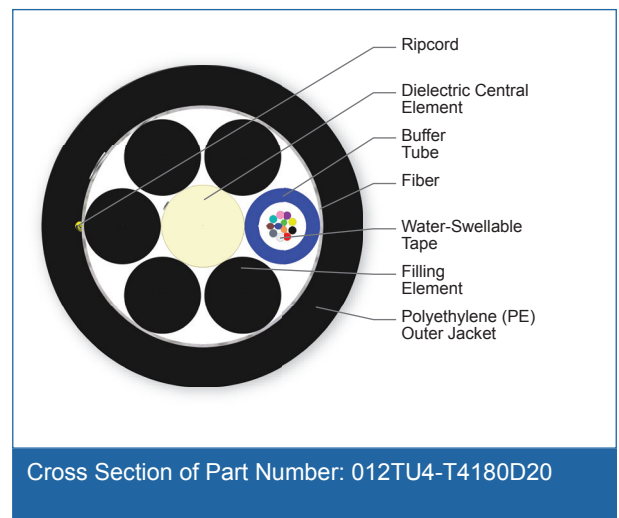 Ripcord
Dielectric Central
Element
Buffer
Tube
Fiber
Water-Swellable
Tape
Filling
Element
Polyethylene (PE)
Outer Jacket
Cross Section of Part Number: 012TU4-T4180D20